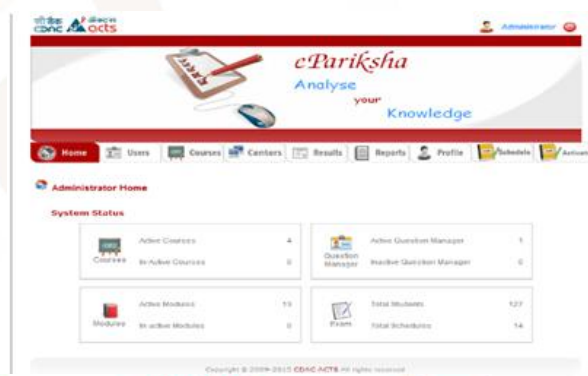 सी डैक
CDAC acts
Administrator
ePariksha
Analyse
your
Knowledge
Home Users Courses Centers Results Reports Profile Schedule
Administrator Home
System Status
Active Courses 4
Courses
In-Active Courses 0
Active Question Manager 1
Question
Manager
Inactive Question Manager 0
Active Modules
Modules
In-active Modules 0
Total Students 127
Exam
Total Schedules 14
Copyright © 2009-2015 CDAC ACTS All rights reserved